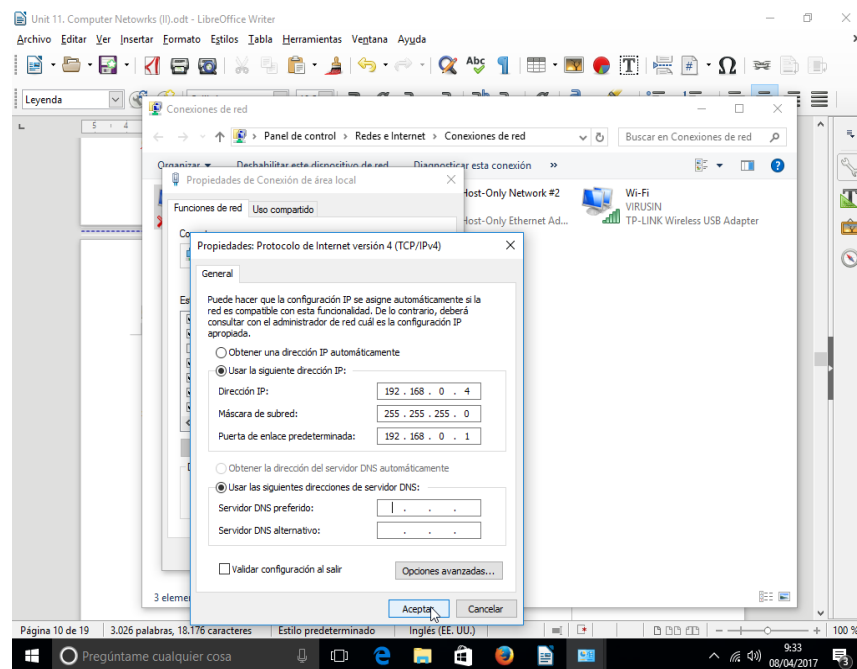 Unit 11. Computer Netowrks (II).odt - LibreOffice Writer
Archivo Editar Ver Insertar Formato Estilos Tabla Herramientas Ventana Ayuda
Abc
Leyenda
5 4
Conexiones de red
Panel de control > Redes e Internet > Conexiones de red
Buscar en Conexiones de red
Organizar Deshabilitar este dispositivo de red Diagnosticar esta conexión »
Propiedades de Conexión de área local
Host-Only Network #2
Host-Only Ethernet Ad...
Wi-Fi
VIRUSIN
TP-LINK Wireless USB Adapter
Funciones de red Uso compartido
Propiedades: Protocolo de Internet versión 4 (TCP/IPv4)
General
Puede hacer que la configuración IP se asigne automáticamente si la
red es compatible con esta funcionalidad. De lo contrario, deberá
consultar con el administrador de red cuál es la configuración IP
apropiada.
Obtener una dirección IP automáticamente
Usar la siguiente dirección IP:
Dirección IP: 192 . 168 . 0 . 4
Máscara de subred: 255 . 255 . 255 . 0
Puerta de enlace predeterminada: 192 . 168 . 0 . 1
Obtener la dirección del servidor DNS automáticamente
Usar las siguientes direcciones de servidor DNS:
Servidor DNS preferido: . . .
Servidor DNS alternativo: . . .
Validar configuración al salir
Opciones avanzadas...
Aceptar Cancelar
Página 10 de 19 3.026 palabras, 18.176 caracteres Estilo predeterminado Inglés (EE. UU.) 100 %
Pregúntame cualquier cosa
9:33
08/04/2017
3